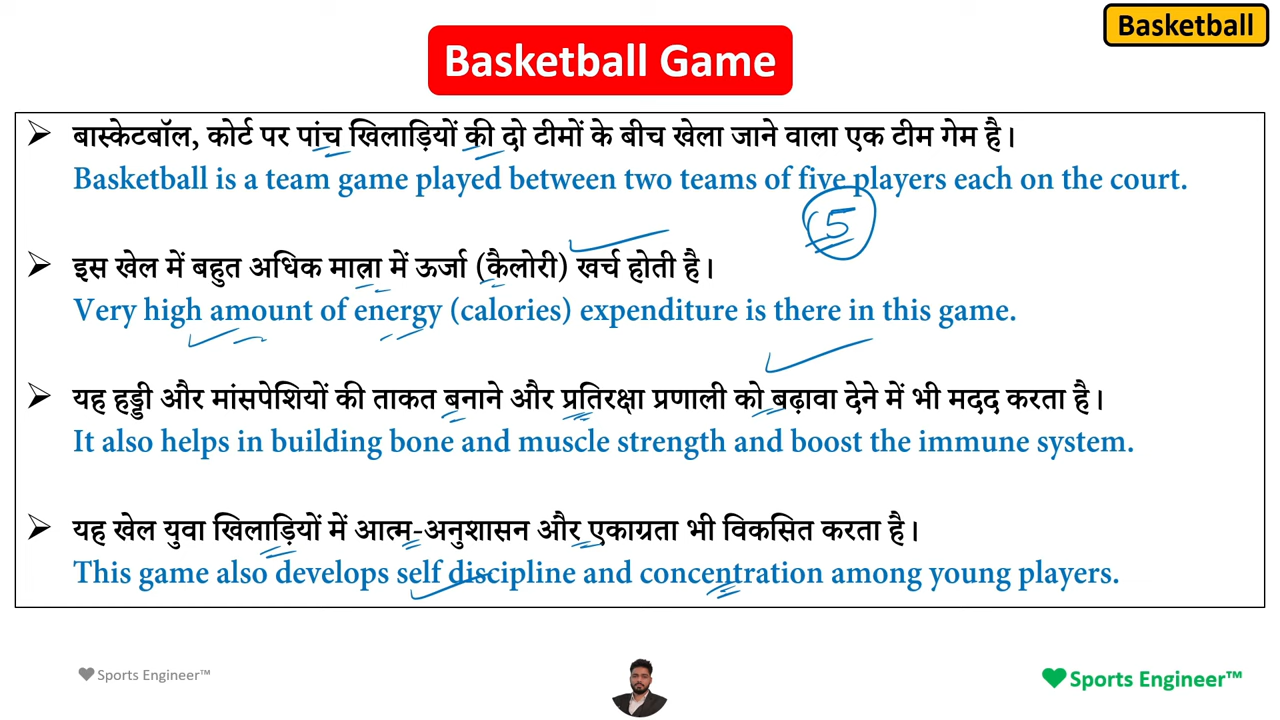 Basketball
Basketball Game
➢ बास्केटबॉल, कोर्ट पर पांच खिलाड़ियों की दो टीमों के बीच खेला जाने वाला एक टीम गेम है।
Basketball is a team game played between two teams of five players each on the court.
5
➢ इस खेल में बहुत अधिक मात्रा में ऊर्जा (कैलोरी) खर्च होती है।
Very high amount of energy (calories) expenditure is there in this game.
➢ यह हड्डी और मांसपेशियों की ताकत बनाने और प्रतिरक्षा प्रणाली को बढ़ावा देने में भी मदद करता है।
It also helps in building bone and muscle strength and boost the immune system.
➢ यह खेल युवा खिलाड़ियों में आत्म-अनुशासन और एकाग्रता भी विकसित करता है।
This game also develops self discipline and concentration among young players.
Sports Engineer™
Sports Engineer™